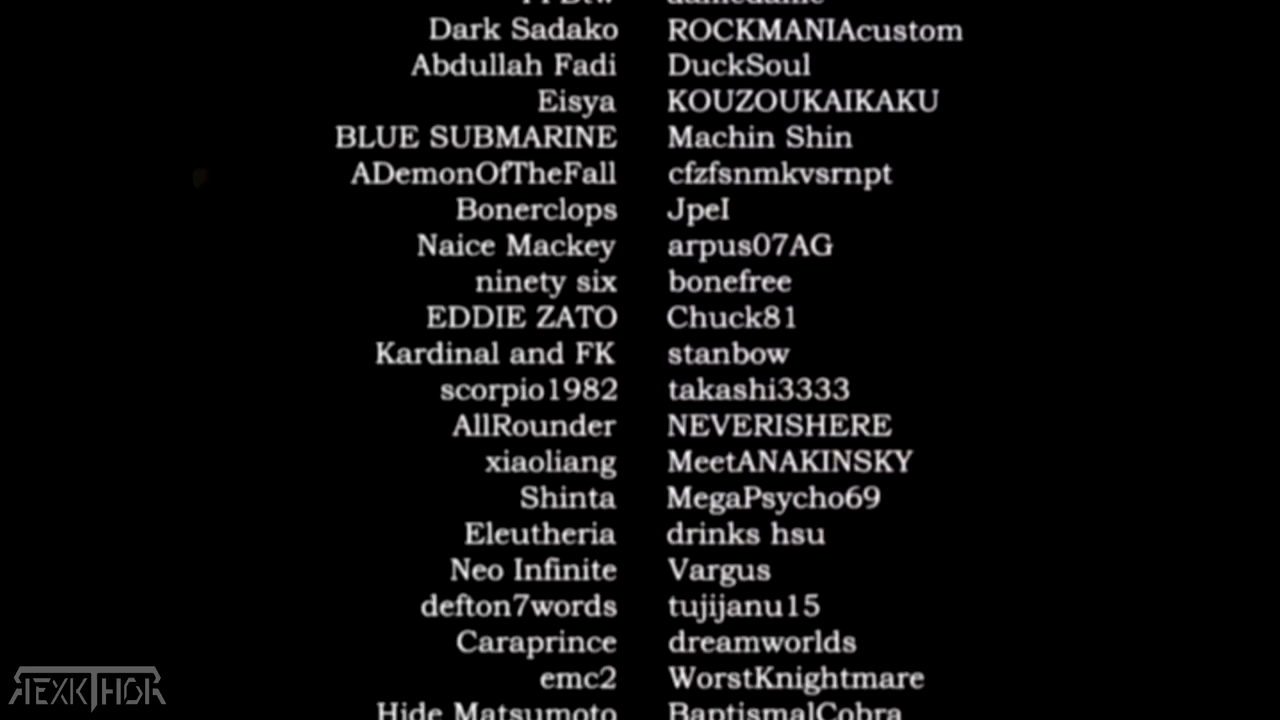 Dark Sadako ROCKMANIAcustom
Abdullah Fadi DuckSoul
Eisya KOUZOUKAIKAKU
BLUE SUBMARINE Machin Shin
ADemonOfTheFall cfzfsnmkvsrnpt
Bonerclops JpeI
Naice Mackey arpus07AG
ninety six bonefree
EDDIE ZATO Chuck81
Kardinal and FK stanbow
scorpio1982 takashi3333
AllRounder NEVERISHERE
xiaoliang MeetANAKINSKY
Shinta MegaPsycho69
Eleutheria drinks hsu
Neo Infinite Vargus
defton7words tujijanu15
Caraprince dreamworlds
emc2 WorstKnightmare
Hide Matsumoto BaptismalCobra